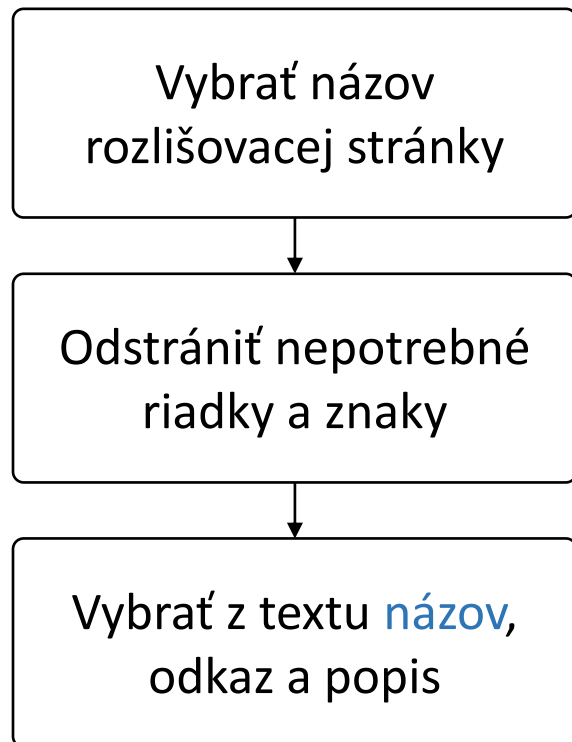 Vybrať názov
rozlišovacej stránky
Odstrániť nepotrebné
riadky a znaky
Vybrať z textu názov,
odkaz a popis